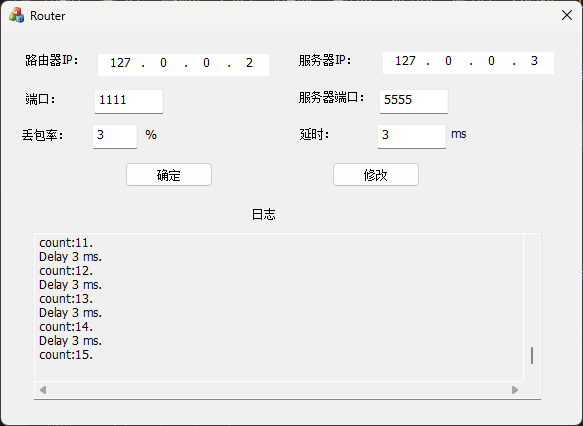 Router
路由器IP： 127 . 0 . 0 . 2 服务器IP： 127 . 0 . 0 . 3
端口： 1111 服务器端口： 5555
丢包率： 3 % 延时： 3 ms
确定 修改
日志
count:11.
Delay 3 ms.
count:12.
Delay 3 ms.
count:13.
Delay 3 ms.
count:14.
Delay 3 ms.
count:15.